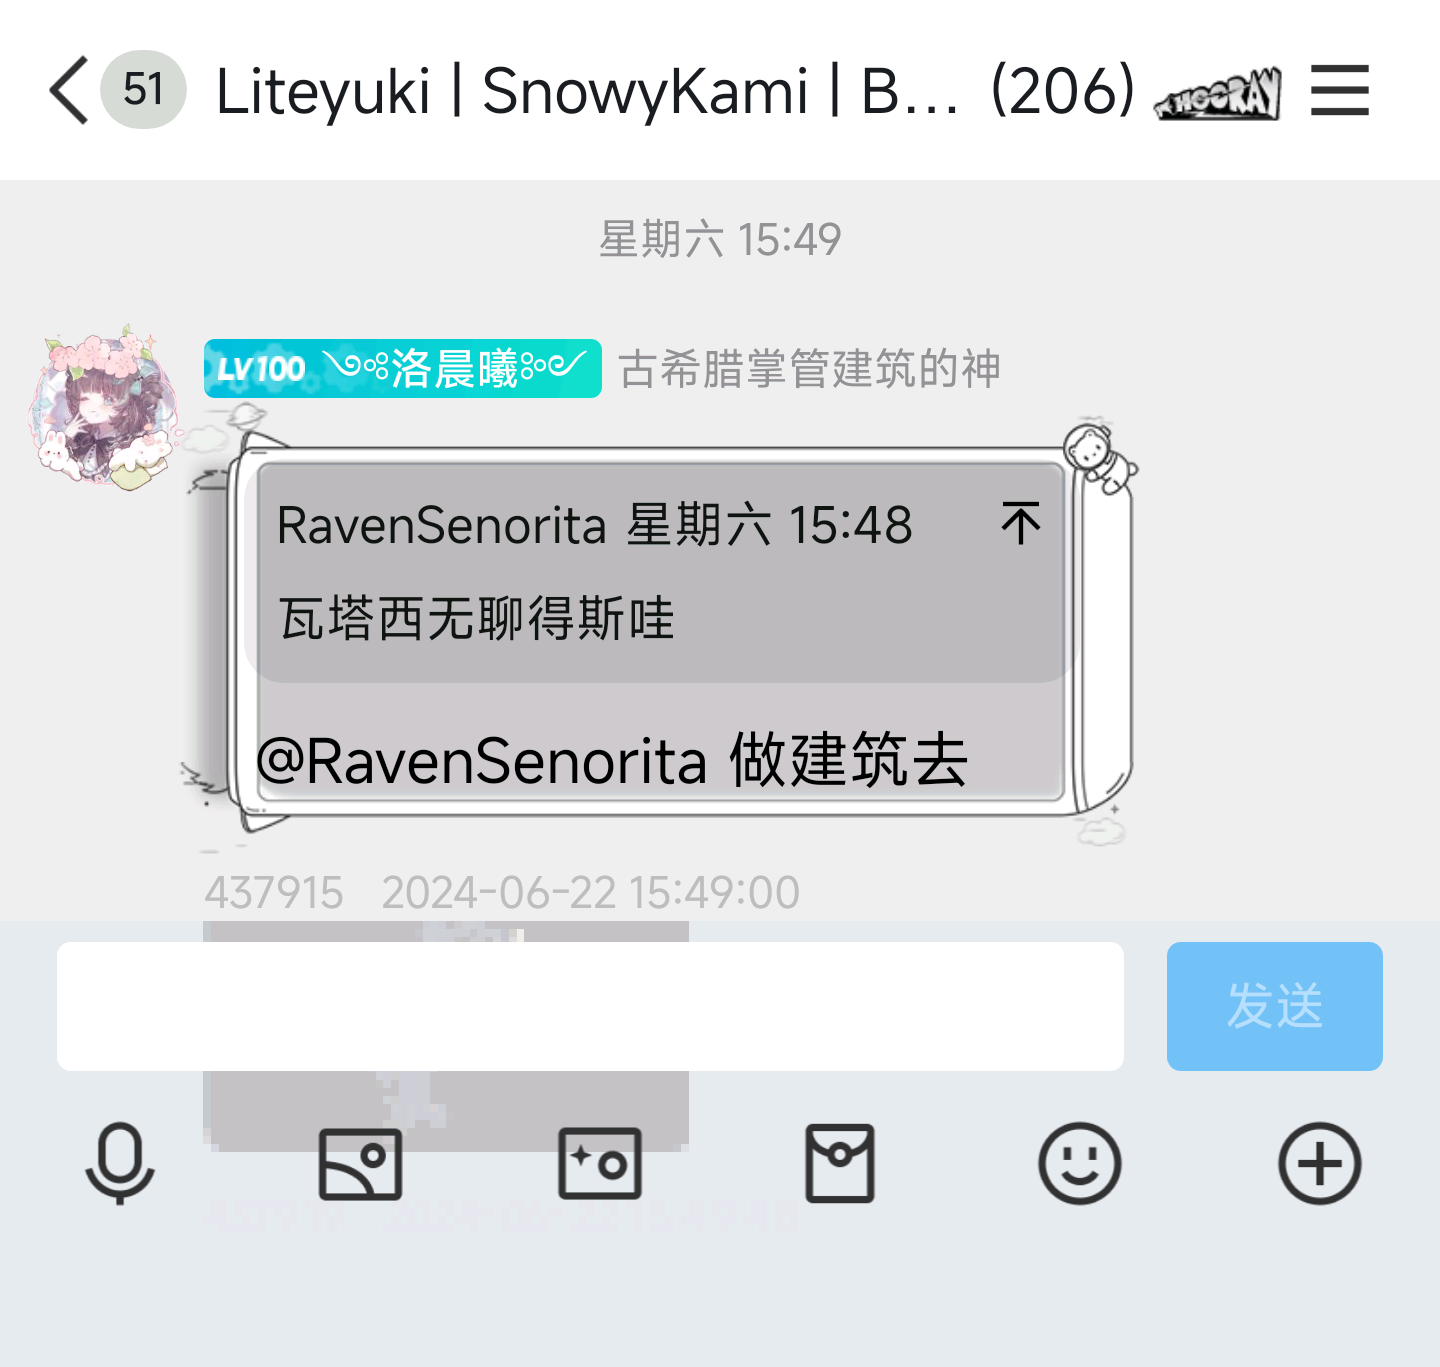 51 Liteyuki | SnowyKami | B... (206) HOORAY
星期六 15:49
LV100 ༺洛晨曦༻ 古希腊掌管建筑的神
RavenSenorita 星期六 15:48
瓦塔西无聊得斯哇
@RavenSenorita 做建筑去
437915 2024-06-22 15:49:00
发送